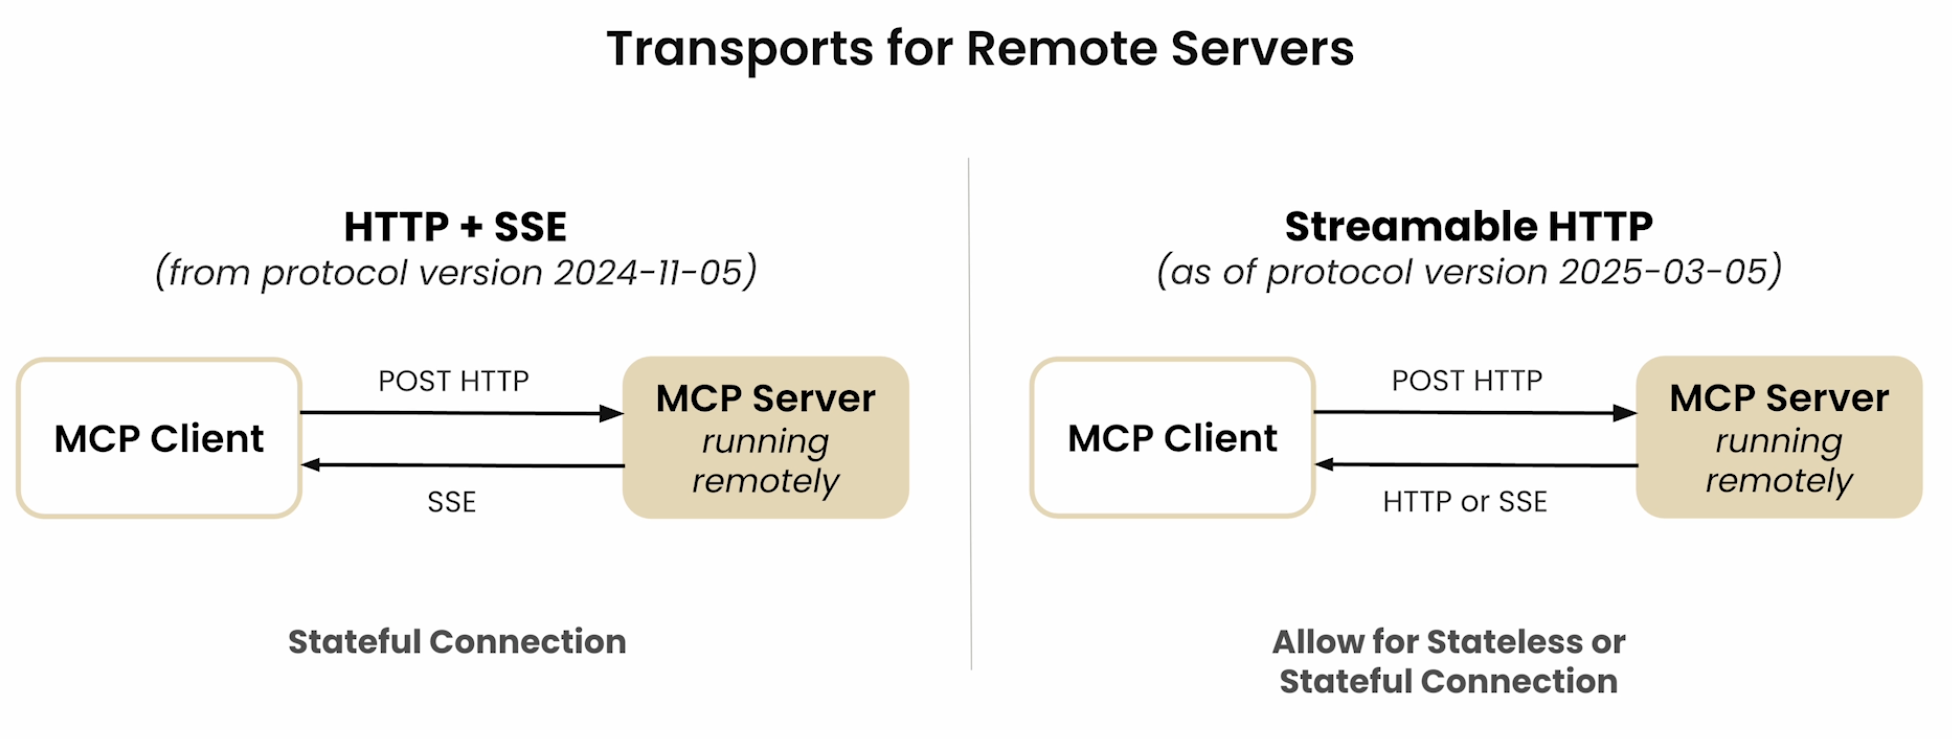 Transports for Remote Servers
HTTP + SSE
(from protocol version 2024-11-05)
MCP Client
POST HTTP
SSE
MCP Server
running
remotely
Stateful Connection
Streamable HTTP
(as of protocol version 2025-03-05)
MCP Client
POST HTTP
HTTP or SSE
MCP Server
running
remotely
Allow for Stateless or
Stateful Connection